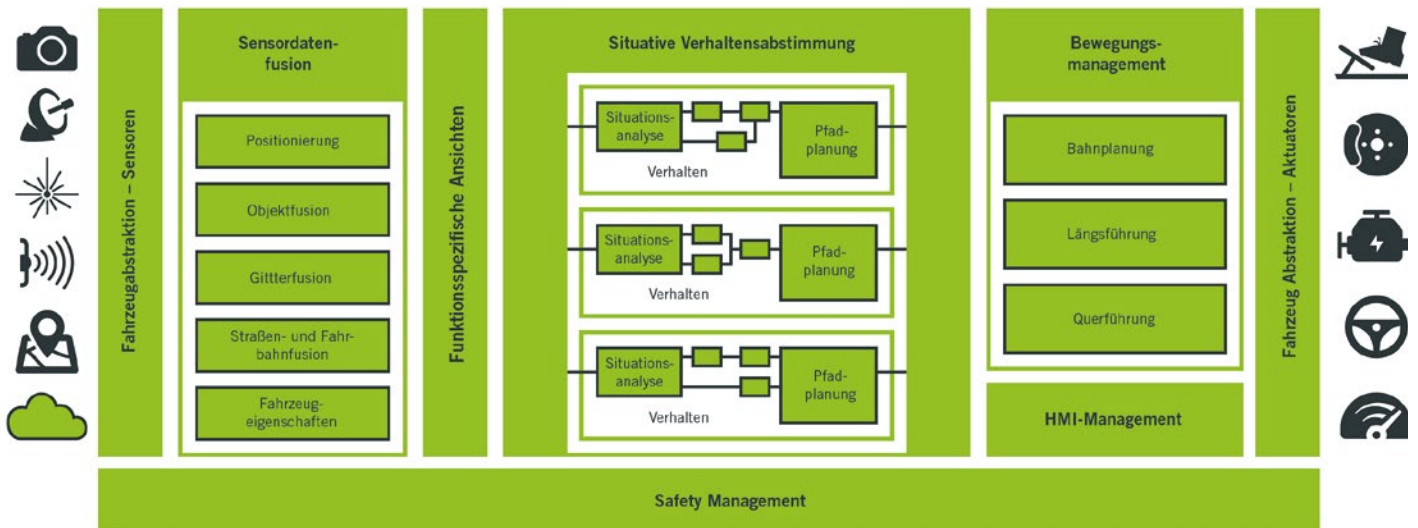 Fahrzeugabstraktion – Sensoren
Sensordaten-
fusion
Positionierung
Objektfusion
Gittterfusion
Straßen- und Fahr-
bahnfusion
Fahrzeug-
eigenschaften
Funktionsspezifische Ansichten
Situative Verhaltensabstimmung
Situations-
analyse
Verhalten
Pfad-
planung
Situations-
analyse
Verhalten
Pfad-
planung
Situations-
analyse
Verhalten
Pfad-
planung
Bewegungs-
management
Bahnplanung
Längsführung
Querführung
HMI-Management
Fahrzeug Abstraktion – Aktuatoren
Safety Management